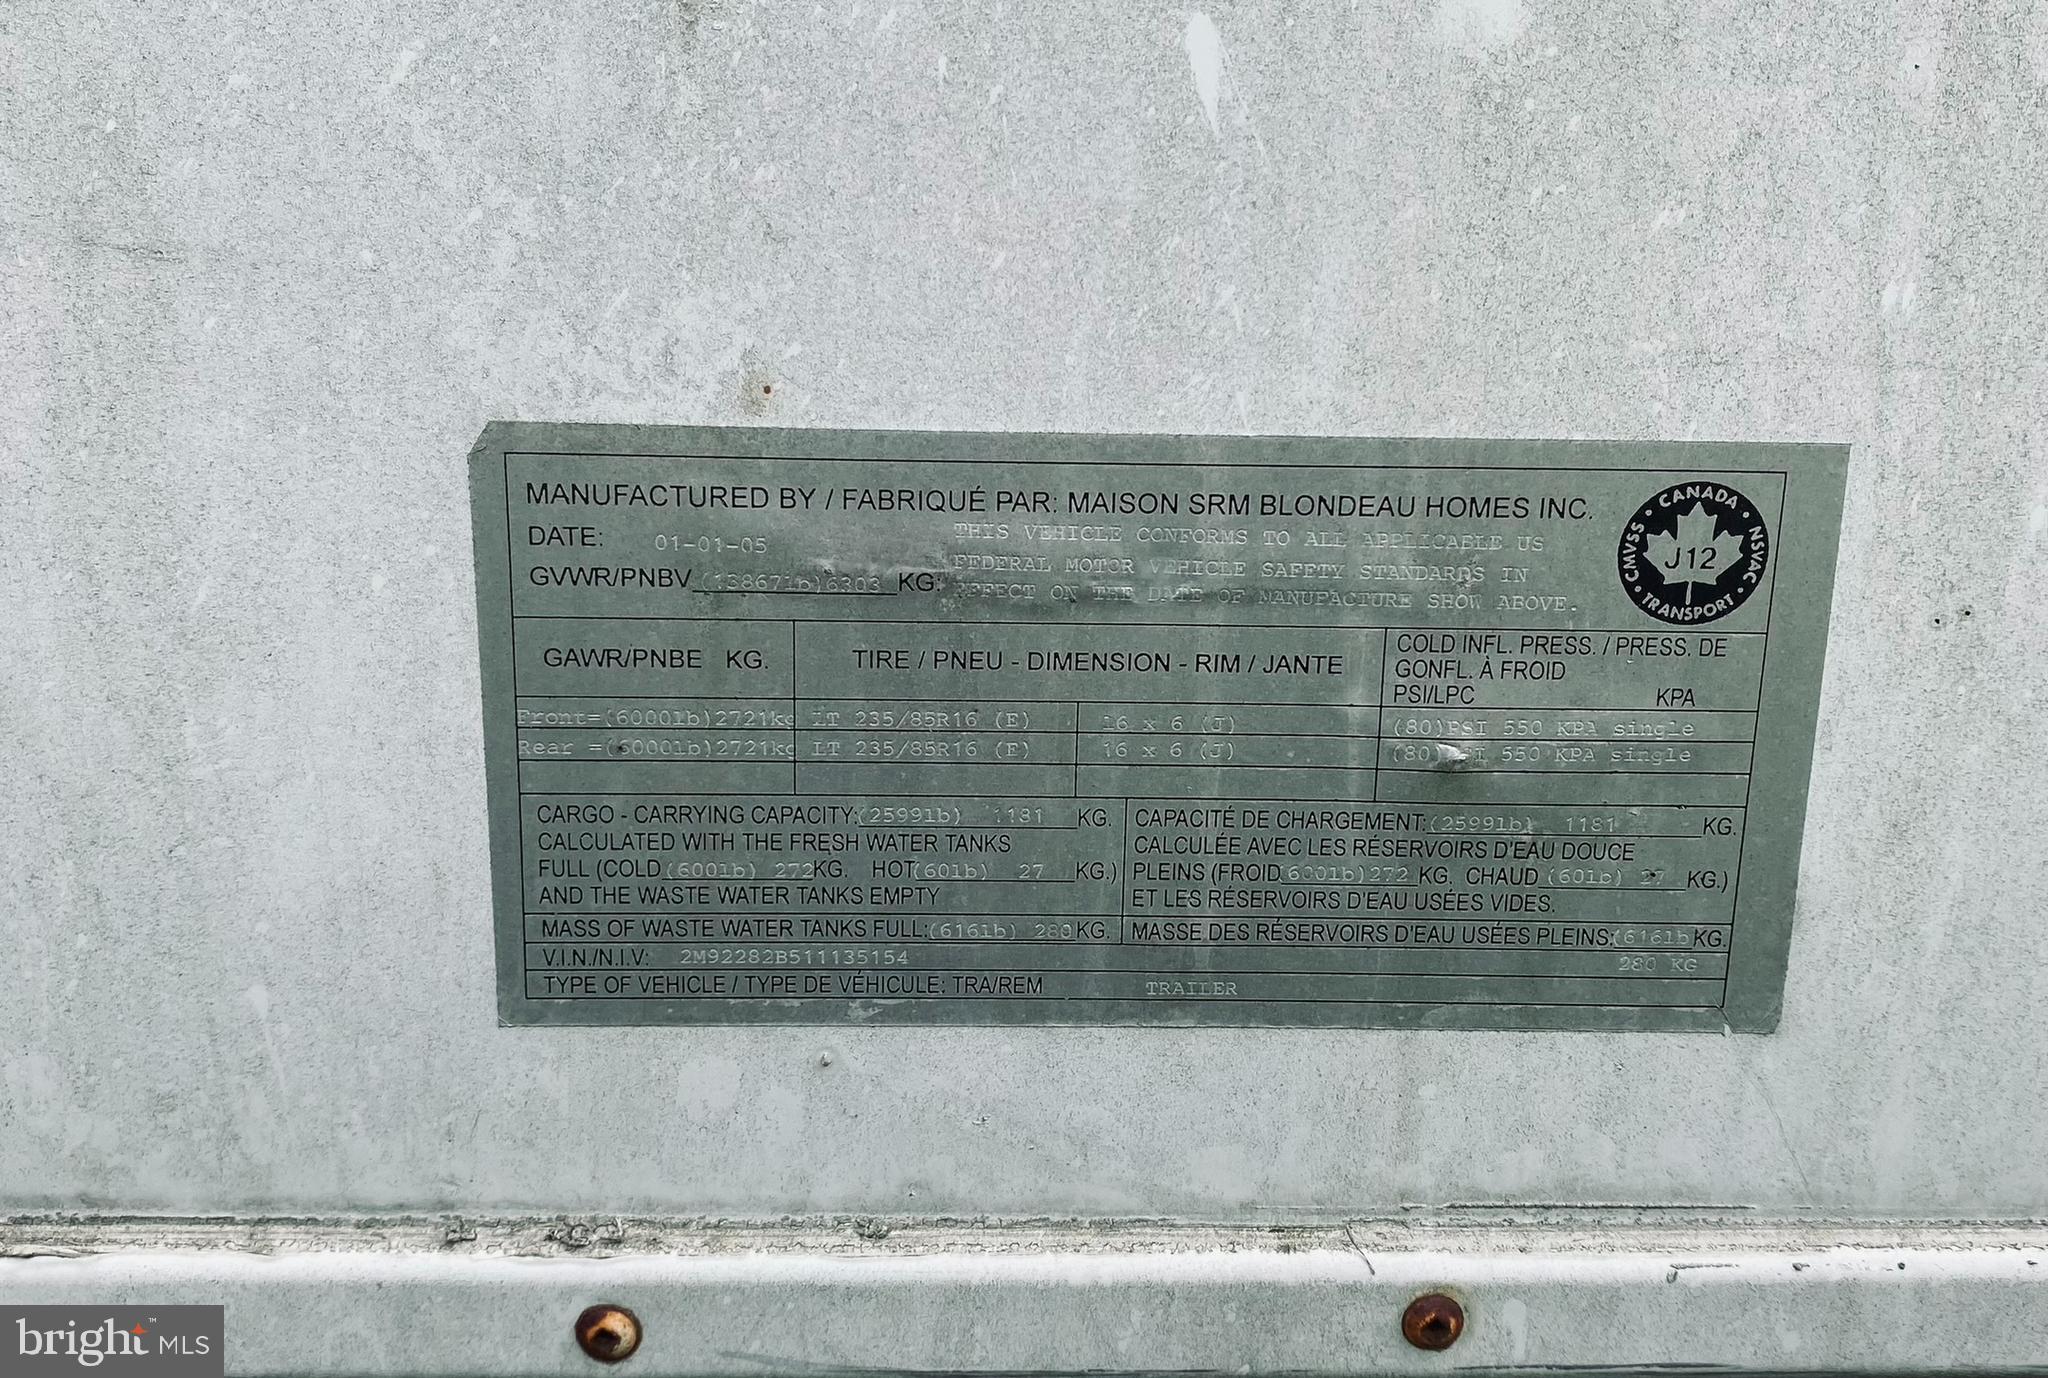 MANUFACTURED BY / FABRIQUÉ PAR: MAISON SRM BLONDEAU HOMES INC.
DATE: 01-01-05
GVWR/PNBV (13867lb)6303 KG.
THIS VEHICLE CONFORMS TO ALL APPLICABLE US
FEDERAL MOTOR VEHICLE SAFETY STANDARDS IN
EFFECT ON THE DATE OF MANUFACTURE SHOW ABOVE.
CANADA
CMVSS • NSVAC
J12
TRANSPORT
GAWR/PNBE KG.
TIRE / PNEU - DIMENSION - RIM / JANTE
COLD INFL. PRESS. / PRESS. DE
GONFL. À FROID
PSI/LPC KPA
Front=(6000lb)2721kg LT 235/85R16 (E) 16 x 6 (J) (80)PSI 550 KPA single
Rear =(6000lb)2721kg LT 235/85R16 (E) 16 x 6 (J) (80)PSI 550 KPA single
CARGO - CARRYING CAPACITY:(2599lb) 1181 KG.
CALCULATED WITH THE FRESH WATER TANKS
FULL (COLD(600lb) 272KG. HOT(60lb) 27 KG.)
AND THE WASTE WATER TANKS EMPTY
CAPACITÉ DE CHARGEMENT:(2599lb) 1181 KG.
CALCULÉE AVEC LES RÉSERVOIRS D'EAU DOUCE
PLEINS (FROID(600lb)272 KG. CHAUD(60lb) 27 KG.)
ET LES RÉSERVOIRS D'EAU USÉES VIDES.
MASS OF WASTE WATER TANKS FULL:(616lb) 280KG.
MASSE DES RÉSERVOIRS D'EAU USÉES PLEINS:(616lb KG.
280 KG
V.I.N./N.I.V: 2M92282B511135154
TYPE OF VEHICLE / TYPE DE VÉHICULE: TRA/REM TRAILER
bright™ MLS